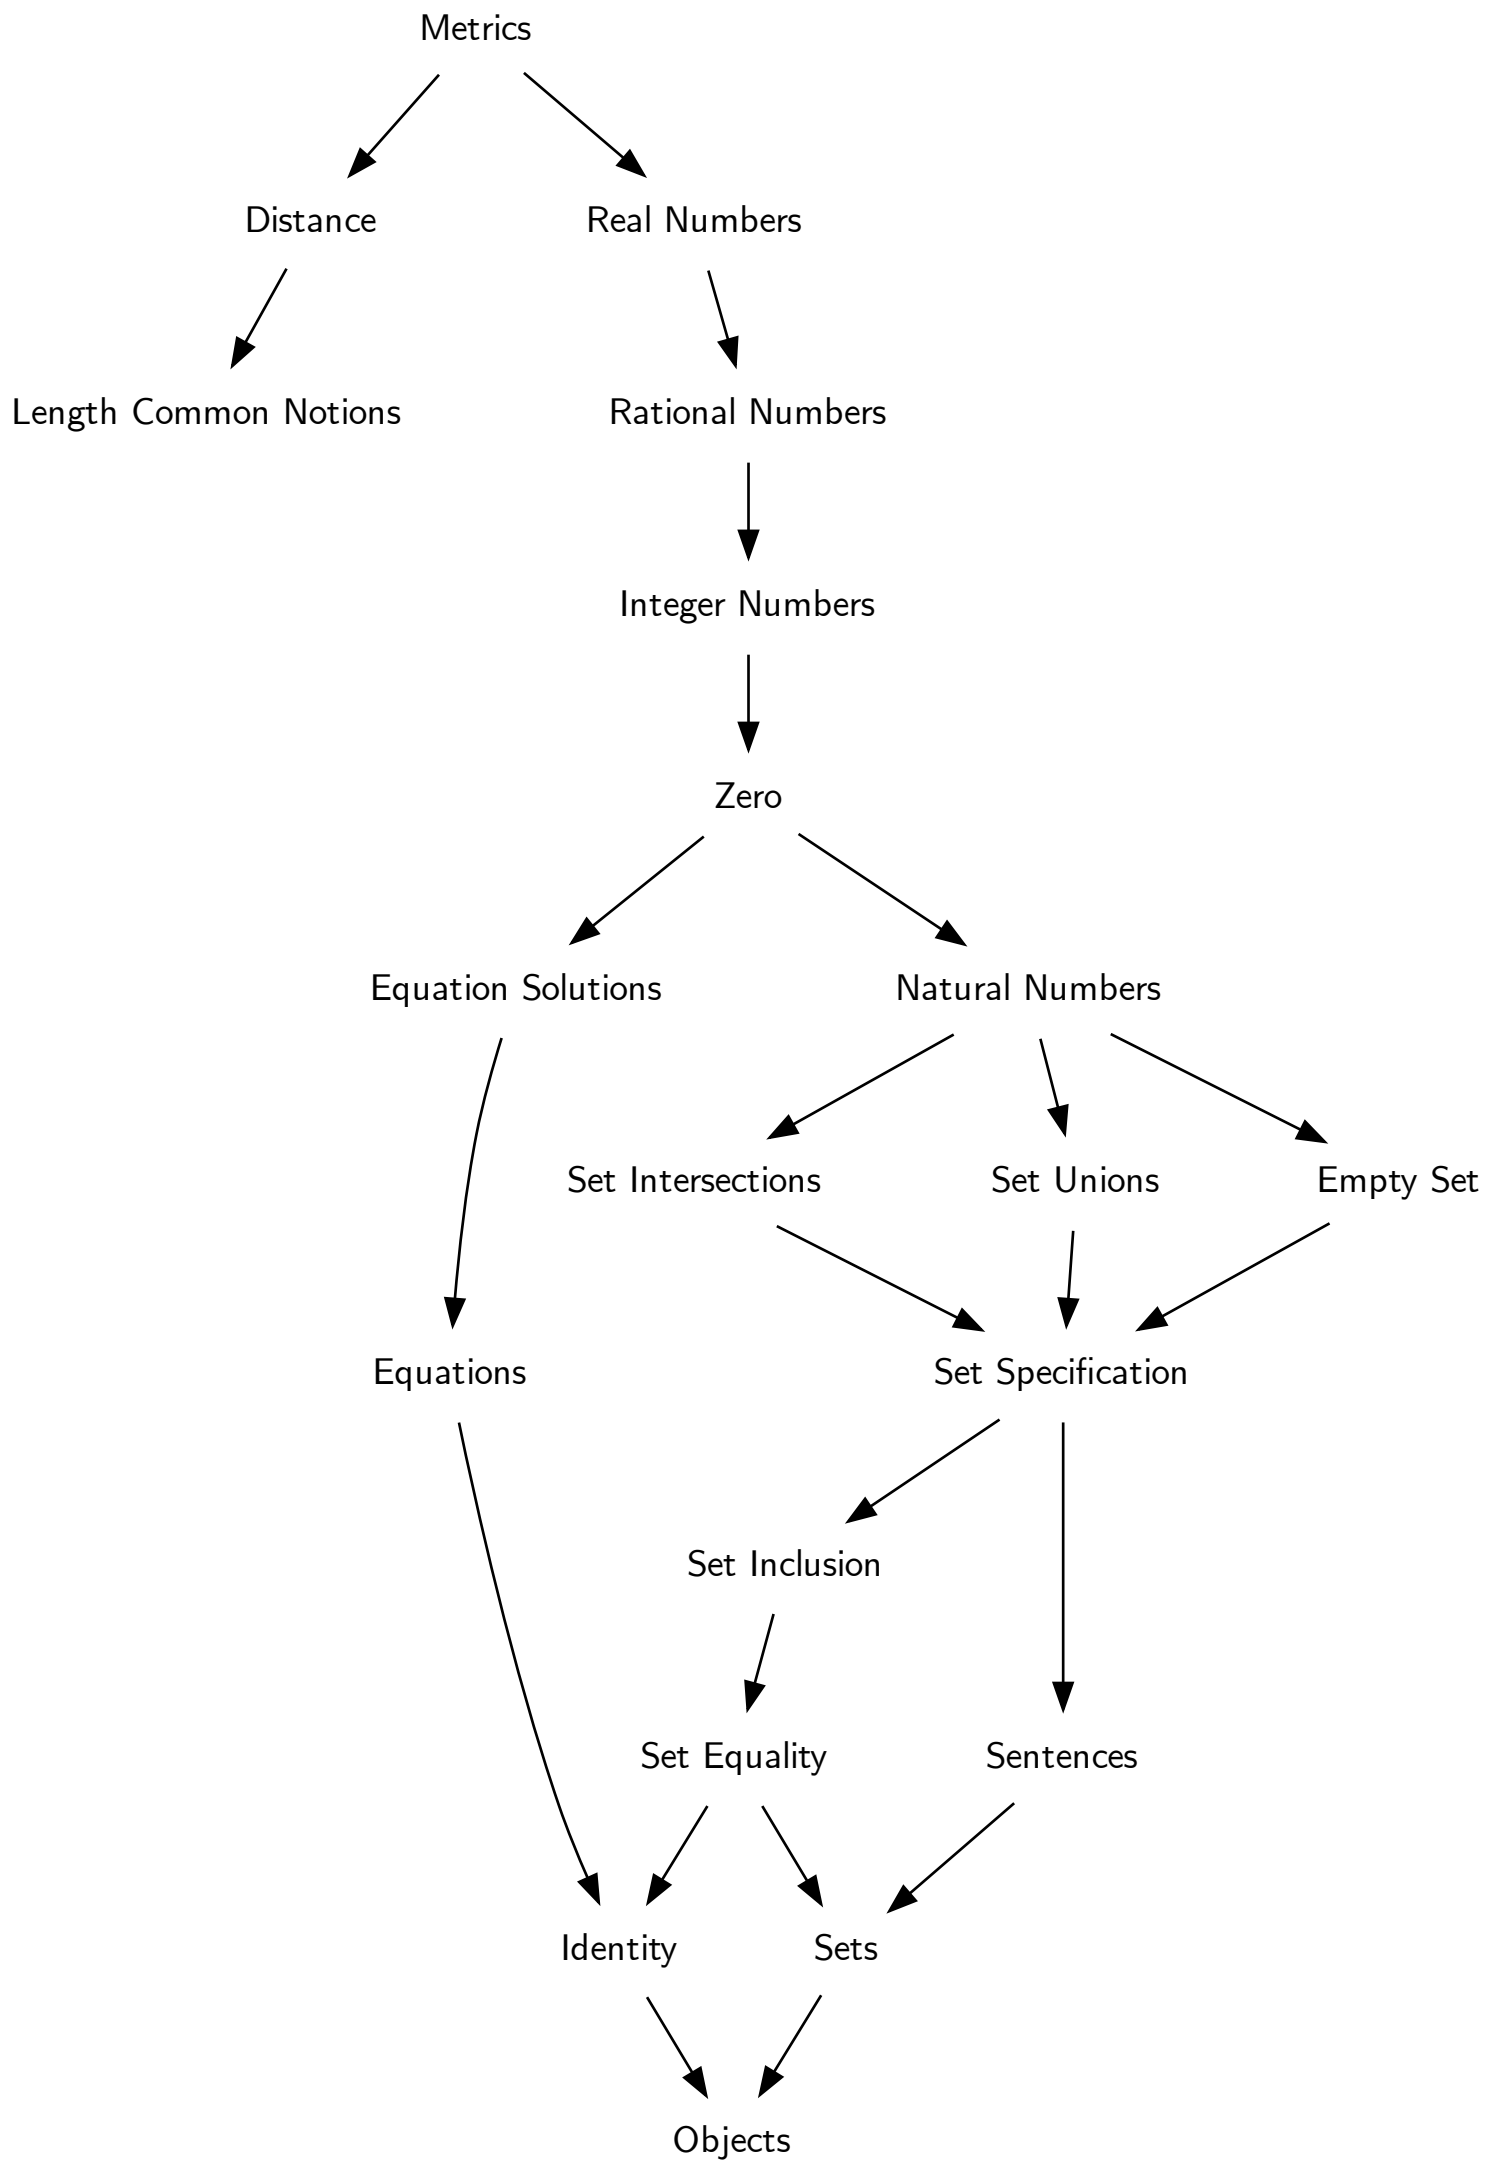 Metrics
Distance
Real Numbers
Length Common Notions
Rational Numbers
Integer Numbers
Zero
Equation Solutions
Natural Numbers
Set Intersections
Set Unions
Empty Set
Equations
Set Specification
Set Inclusion
Set Equality
Sentences
Identity
Sets
Objects